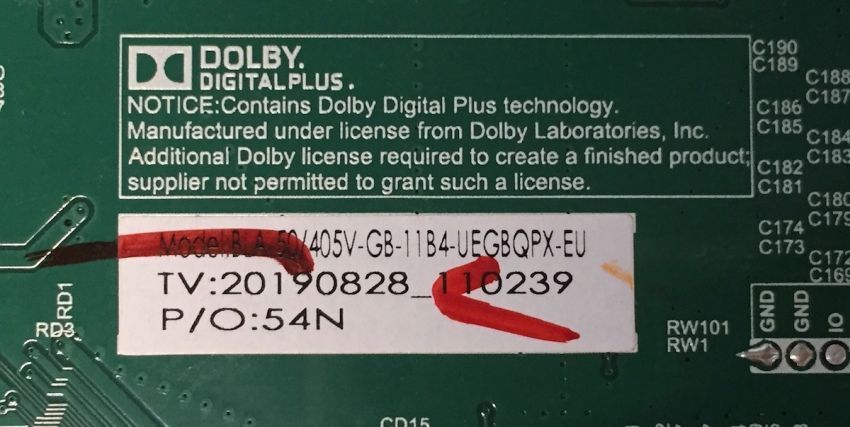 DOLBY.
DIGITAL PLUS.
NOTICE:Contains Dolby Digital Plus technology.
Manufactured under license from Dolby Laboratories, Inc.
Additional Dolby license required to create a finished product;
supplier not permitted to grant such a license.
Model:BLA-50/405V-GB-11B4-UEGBQPX-EU
TV:20190828_110239
P/O:54N
C190
C189
C188
C187
C186
C185
C184
C183
C182
C181
C180
C179
C174
C173
C172
C169
RD1
RD3
RW101
RW1
GND
GND
IO
CD15